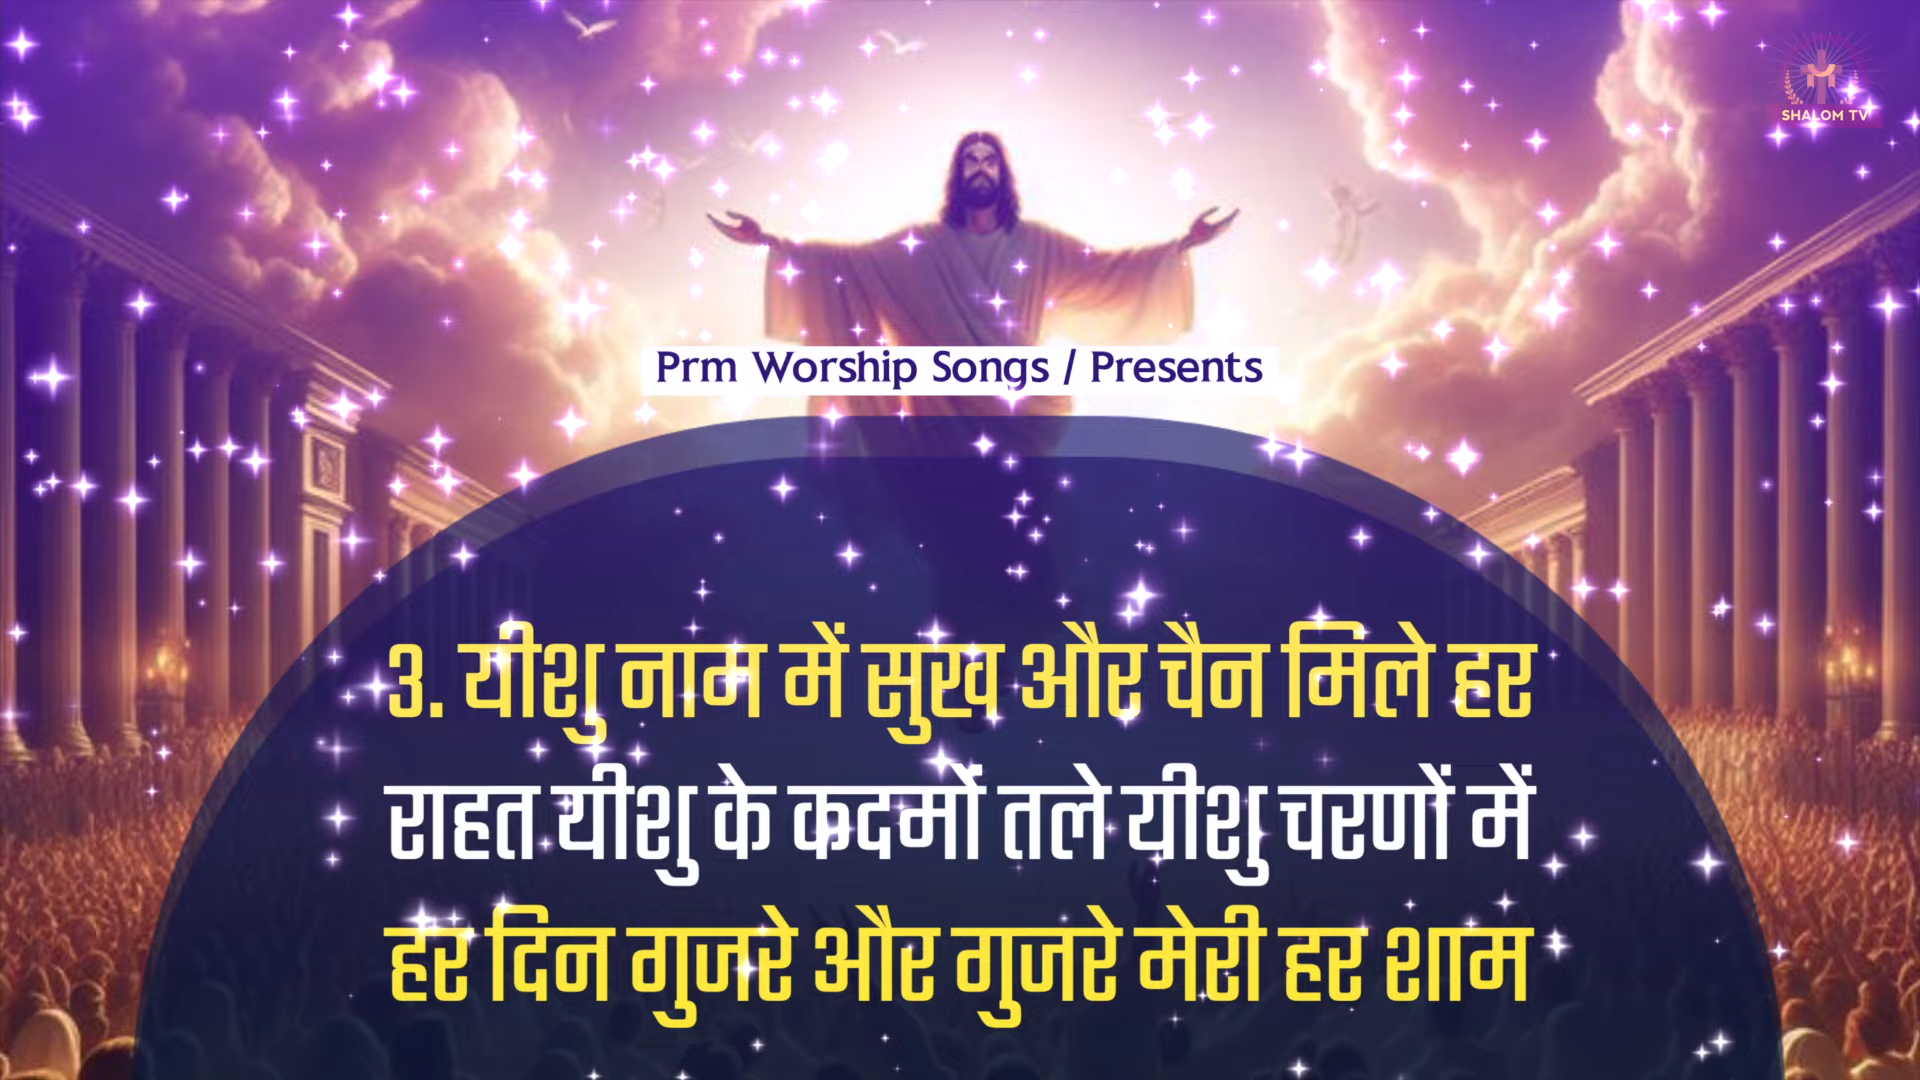 SHALOM TV
Prm Worship Songs / Presents
3. यीशु नाम में सुख और चैन मिले हर
राहत यीशु के कदमों तले यीशु चरणों में
हर दिन गुजरे और गुजरे मेरी हर शाम